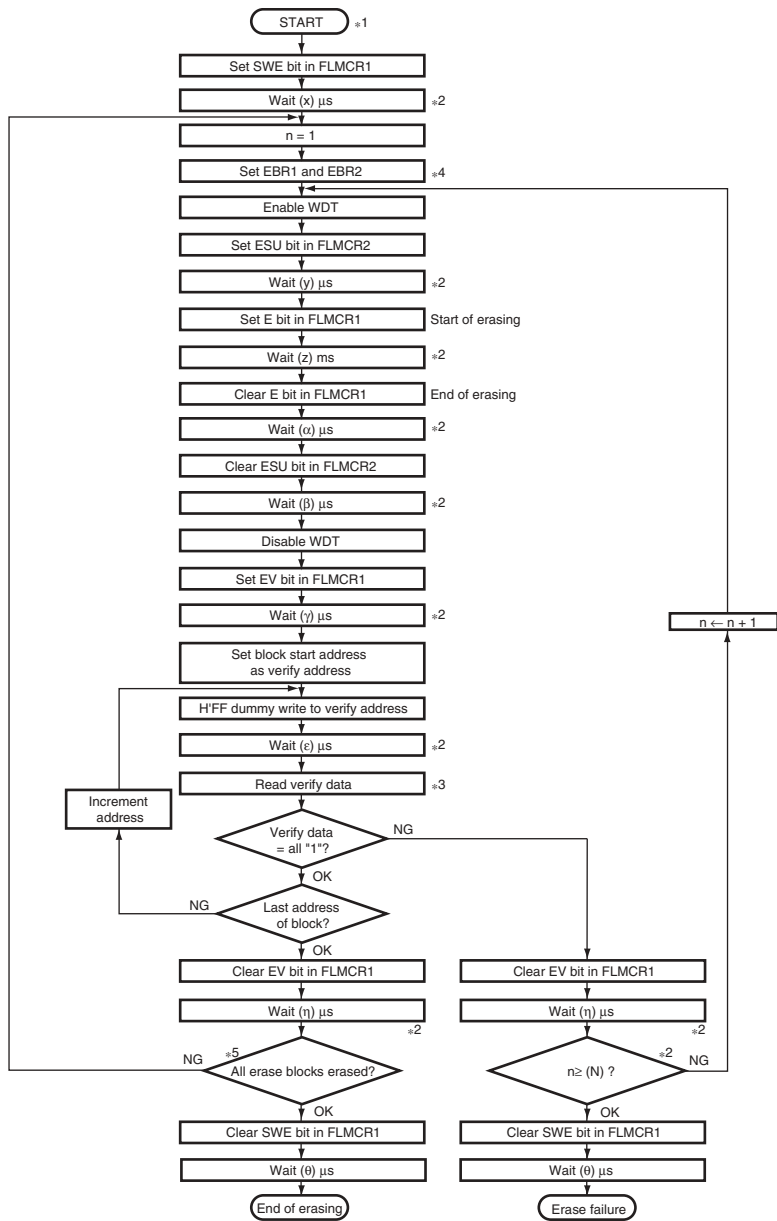 START *1
Set SWE bit in FLMCR1
Wait (x) μs *2
n = 1
Set EBR1 and EBR2 *4
Enable WDT
Set ESU bit in FLMCR2
Wait (y) μs *2
Set E bit in FLMCR1 Start of erasing
Wait (z) ms *2
Clear E bit in FLMCR1 End of erasing
Wait (α) μs *2
Clear ESU bit in FLMCR2
Wait (β) μs *2
Disable WDT
Set EV bit in FLMCR1
Wait (γ) μs *2
n ← n + 1
Set block start address
as verify address
H'FF dummy write to verify address
Wait (ε) μs *2
Read verify data *3
Increment
address
Verify data
= all "1"?
NG
OK
NG
Last address
of block?
OK
Clear EV bit in FLMCR1
Wait (η) μs
*2
NG
*5
All erase blocks erased?
OK
Clear SWE bit in FLMCR1
Wait (θ) μs
End of erasing
Clear EV bit in FLMCR1
Wait (η) μs
*2
*2
n≥ (N) ?
NG
OK
Clear SWE bit in FLMCR1
Wait (θ) μs
Erase failure